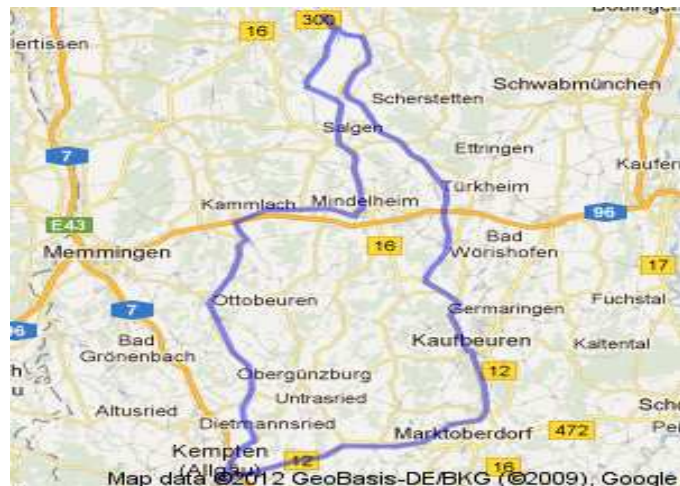 300
16
lertissen
Scherstetten
Schwabmünchen
Salgen
Ettringen
7
Kaufer
Türkheim
Kammlach
Mindelheim
E43
96
Memmingen
16
Bad
Wörishofen
17
Ottobeuren
Germaringen
Fuchstal
7
96
Bad
Grönenbach
Kaufbeuren
Kaltental
Obergünzburg
12
Untrasried
Altusried
Dietmannsried
Marktoberdorf
472
Kempten
(Allgäu)
12
16
Map data ©2012 GeoBasis-DE/BKG (©2009), Google